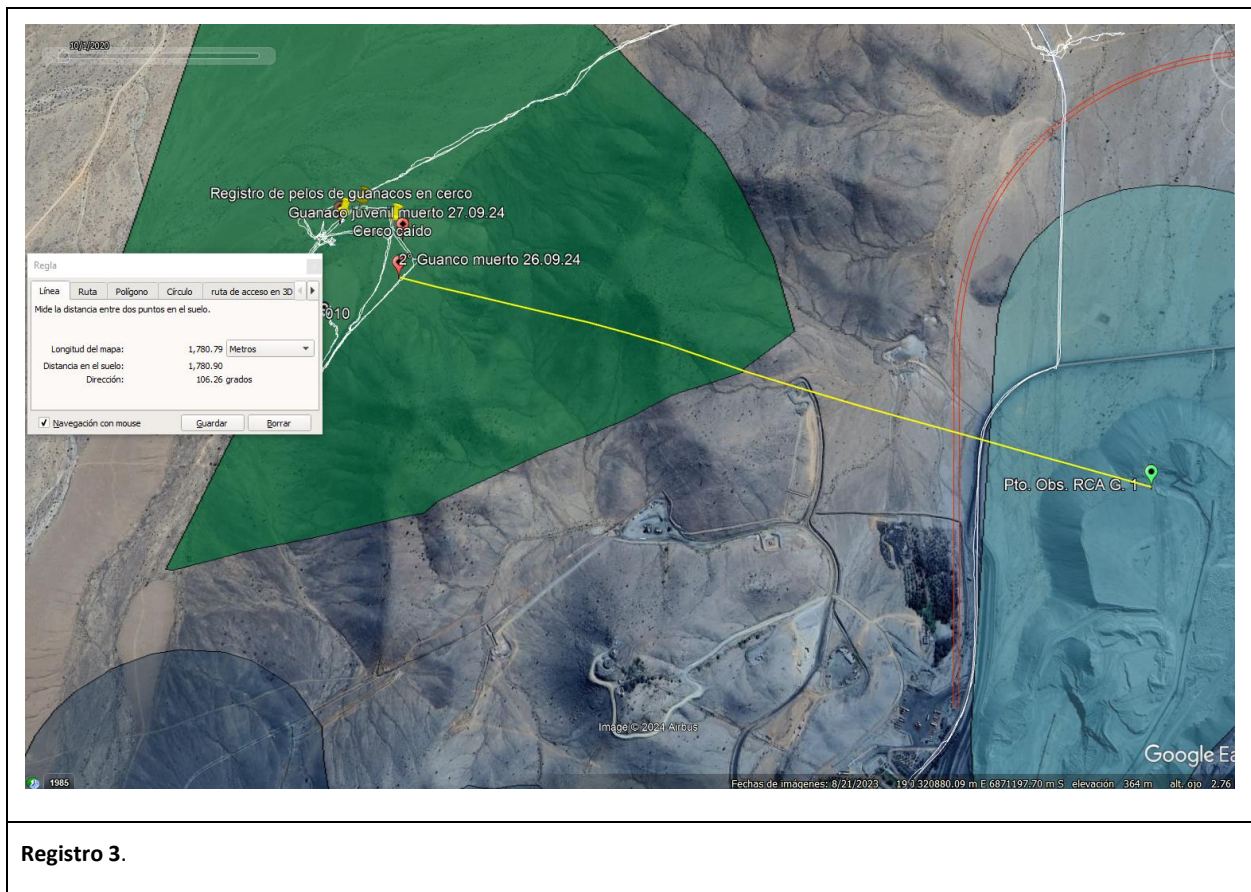 10/1/2020
Registro de pelos de guanacos en cerco
Guanaco juvenil muerto 27.09.24
Cerco caído
2° Guanco muerto 26.09.24
010
Regla
Línea Ruta Polígono Círculo ruta de acceso en 3D
Mide la distancia entre dos puntos en el suelo.
Longitud del mapa: 1,780.79 Metros
Distancia en el suelo: 1,780.90
Dirección: 106.26 grados
Navegación con mouse Guardar Borrar
Pto. Obs. RCA G. 1
Image © 2024 Airbus
Google Ea
1985
Fechas de imágenes: 8/21/2023 19 J 320880.09 m E 6871197.70 m S elevación 364 m alt. ojo 2.76
Registro 3.